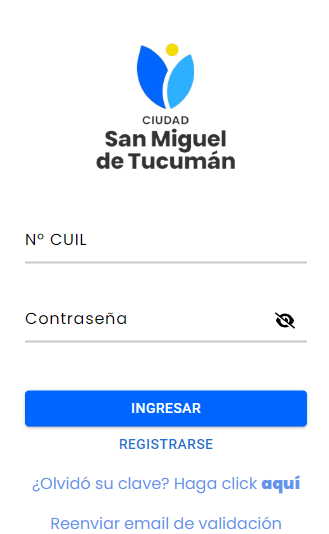 CIUDAD
San Miguel
de Tucumán
Nº CUIL
Contraseña
INGRESAR
REGISTRARSE
¿Olvidó su clave? Haga click aquí
Reenviar email de validación